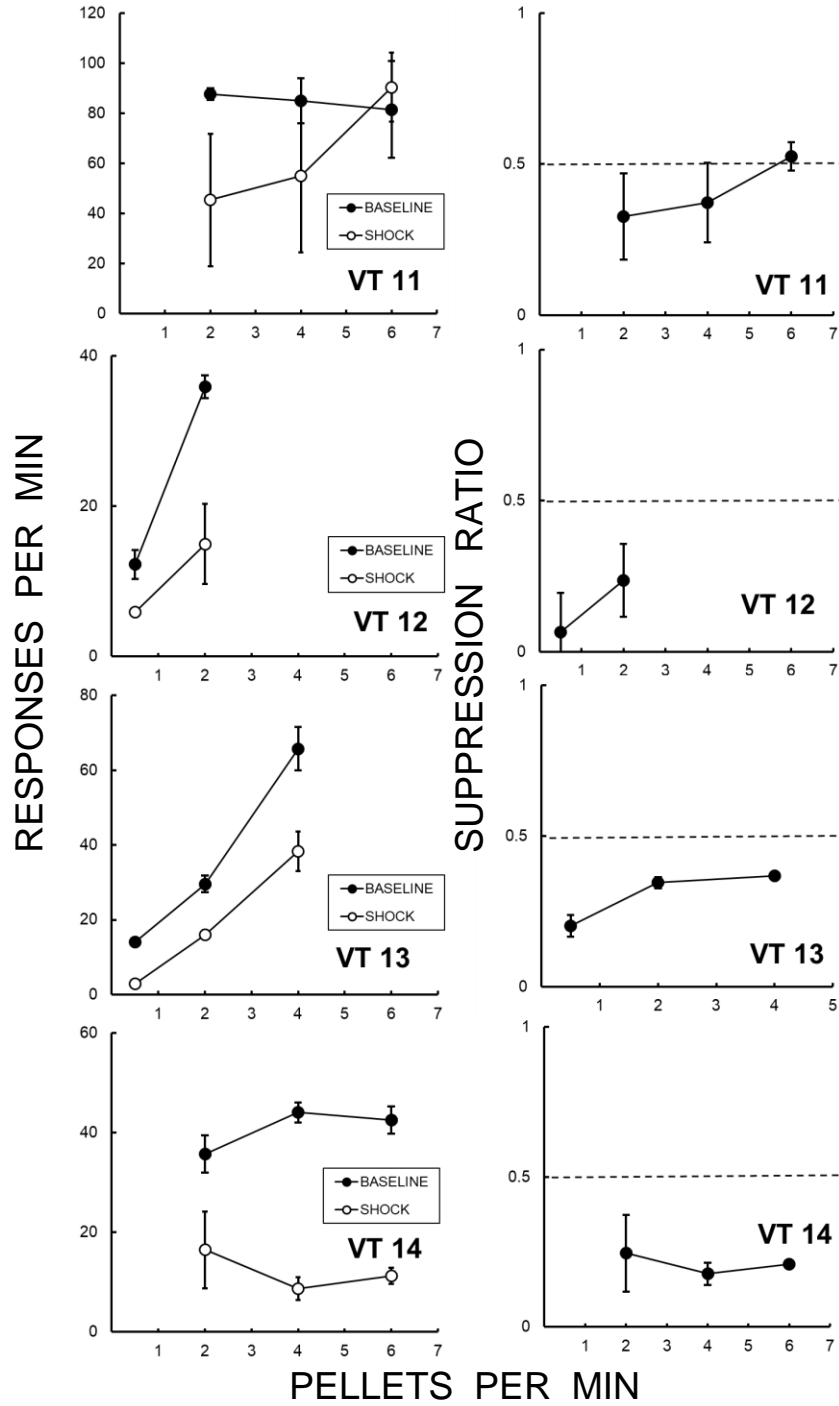 RESPONSES PER MIN
120
100
80
60
40
20
0
BASELINE
SHOCK
VT 11
1 2 3 4 5 6 7
SUPPRESSION RATIO
1
0.5
0
VT 11
1 2 3 4 5 6 7
40
20
0
BASELINE
SHOCK
VT 12
1 2 3 4 5 6 7
1
0.5
0
VT 12
1 2 3 4 5 6 7
80
60
40
20
0
BASELINE
SHOCK
VT 13
1 2 3 4 5 6 7
1
0.5
0
VT 13
1 2 3 4 5
60
40
20
0
BASELINE
SHOCK
VT 14
1 2 3 4 5 6 7
1
0.5
0
VT 14
1 2 3 4 5 6 7
PELLETS PER MIN